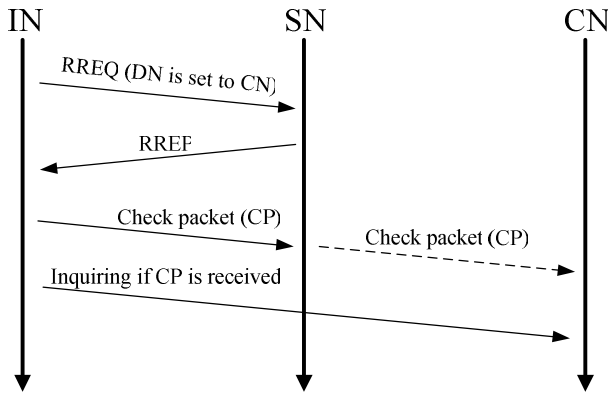 IN SN CN
RREQ (DN is set to CN)
RREP
Check packet (CP)
Check packet (CP)
Inquiring if CP is received